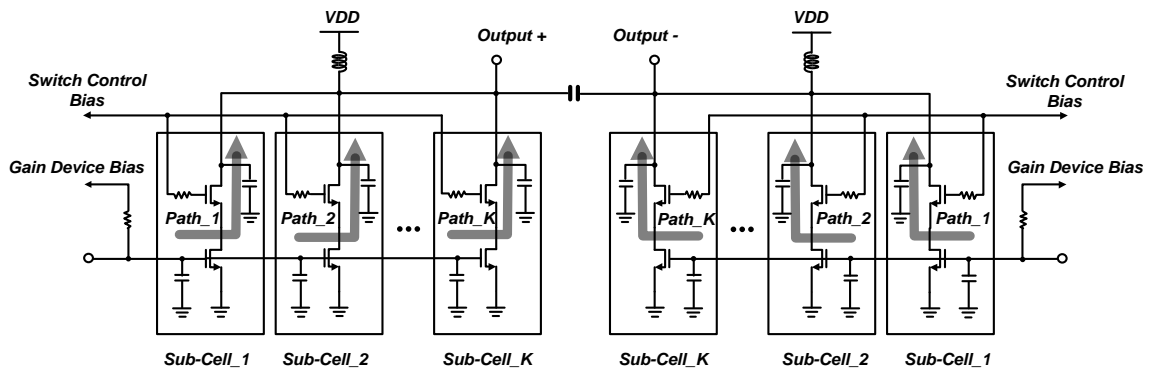 VDD
VDD
Output +
Output -
Switch Control
Bias
Switch Control
Bias
Gain Device Bias
Gain Device Bias
Path_1
Path_2
...
Path_K
Path_K
...
Path_2
Path_1
Sub-Cell_1
Sub-Cell_2
Sub-Cell_K
Sub-Cell_K
Sub-Cell_2
Sub-Cell_1